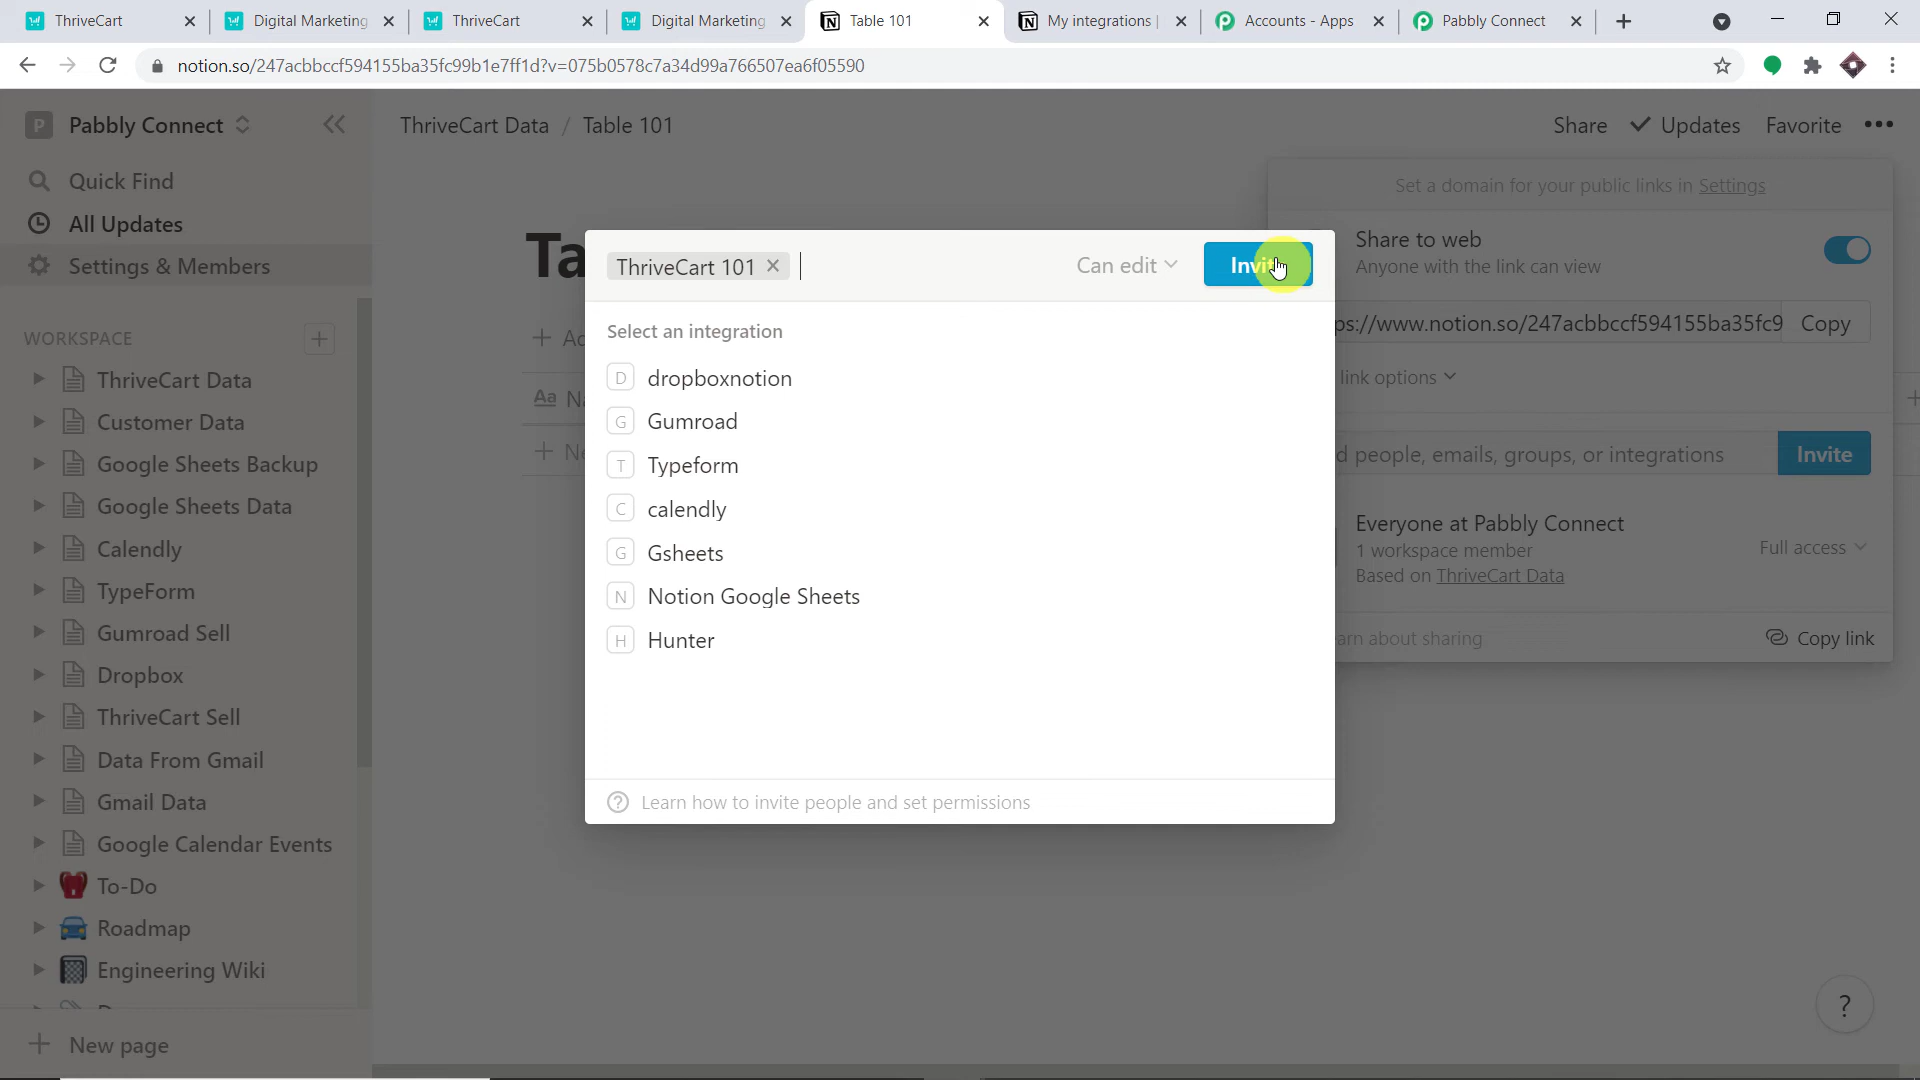 ThriveCart
Digital Marketing
ThriveCart
Digital Marketing
Table 101
My integrations |
Accounts - Apps
Pabbly Connect
notion.so/247acbbccf594155ba35fc99b1e7ff1d?v=075b0578c7a34d99a766507ea6f05590
P Pabbly Connect
ThriveCart Data / Table 101
Share Updates Favorite
Quick Find
All Updates
Settings & Members
WORKSPACE
ThriveCart Data
Customer Data
Google Sheets Backup
Google Sheets Data
Calendly
TypeForm
Gumroad Sell
Dropbox
ThriveCart Sell
Data From Gmail
Gmail Data
Google Calendar Events
To-Do
Roadmap
Engineering Wiki
New page
Ta
Aa
ThriveCart 101
Can edit
Select an integration
D dropboxnotion
G Gumroad
T Typeform
C calendly
G Gsheets
N Notion Google Sheets
H Hunter
Learn how to invite people and set permissions
Set a domain for your public links in Settings
Share to web
Anyone with the link can view
ps://www.notion.so/247acbbccf594155ba35fc9
Copy
link options
d people, emails, groups, or integrations
Invite
Everyone at Pabbly Connect
1 workspace member
Based on ThriveCart Data
Full access
arn about sharing
Copy link
?